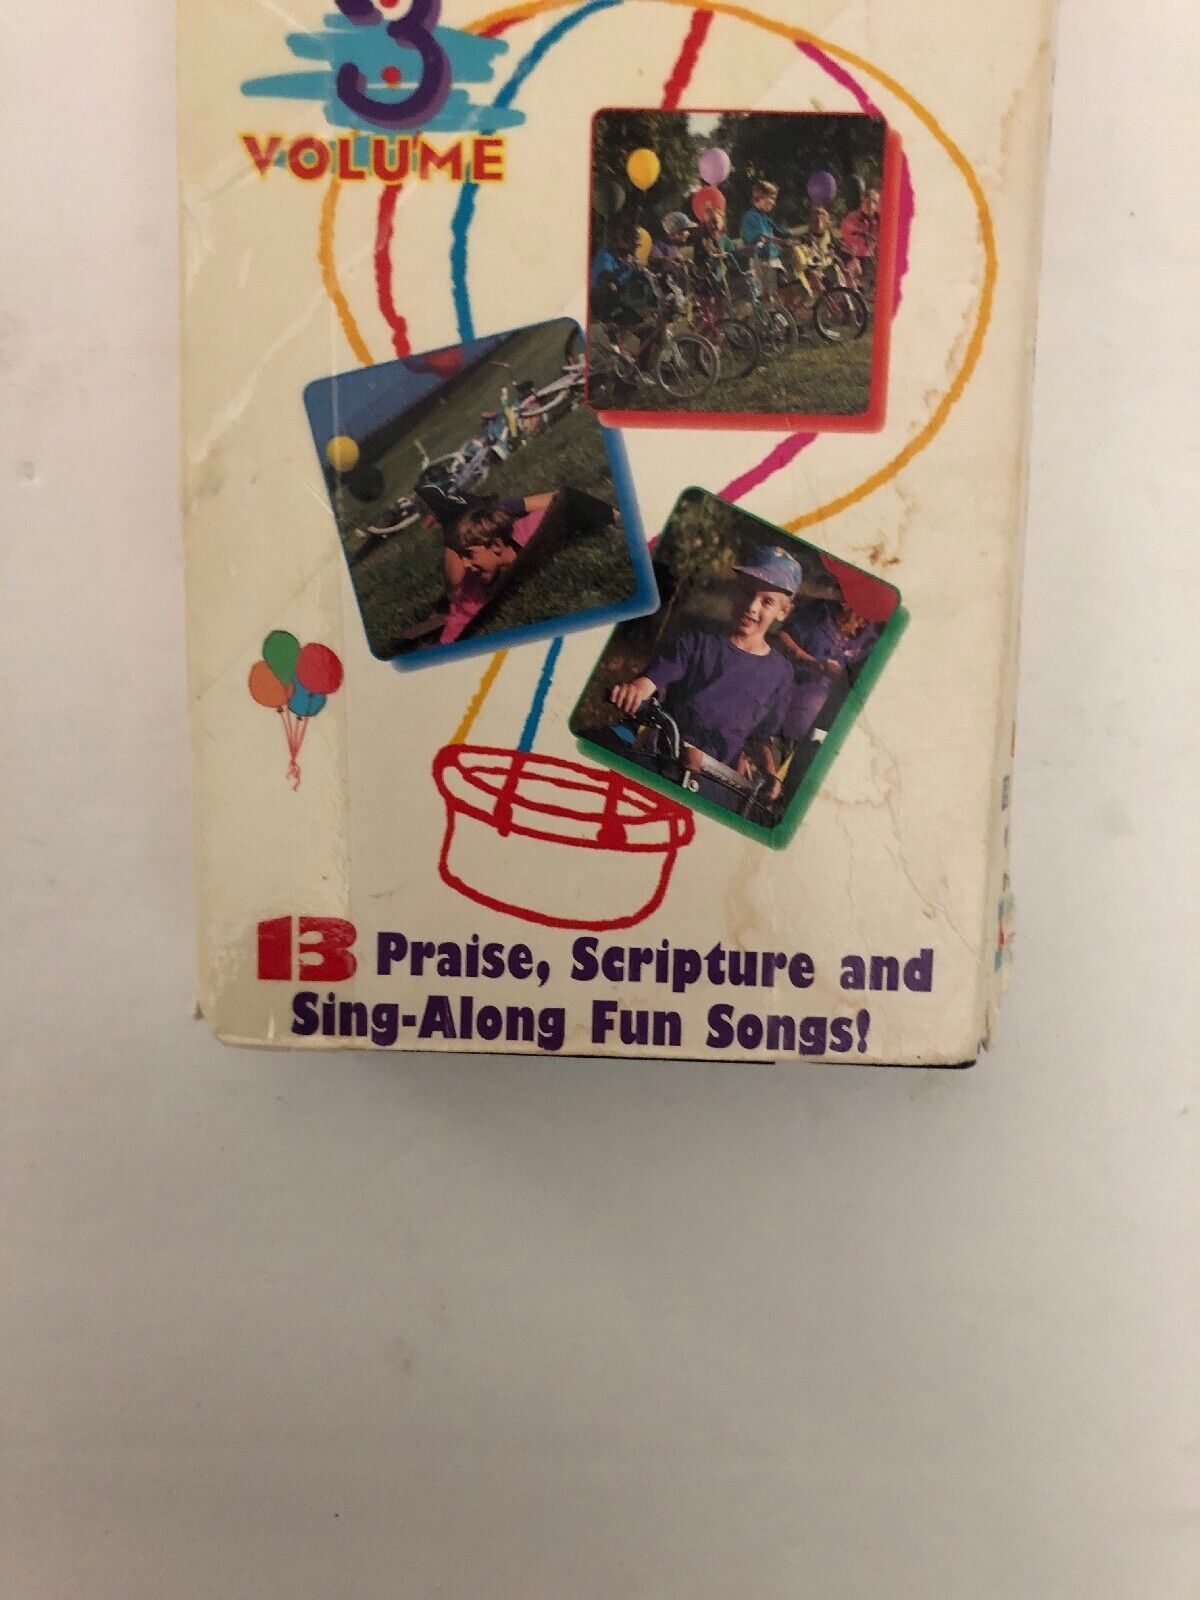 3
VOLUME
13 Praise, Scripture and
Sing-Along Fun Songs!